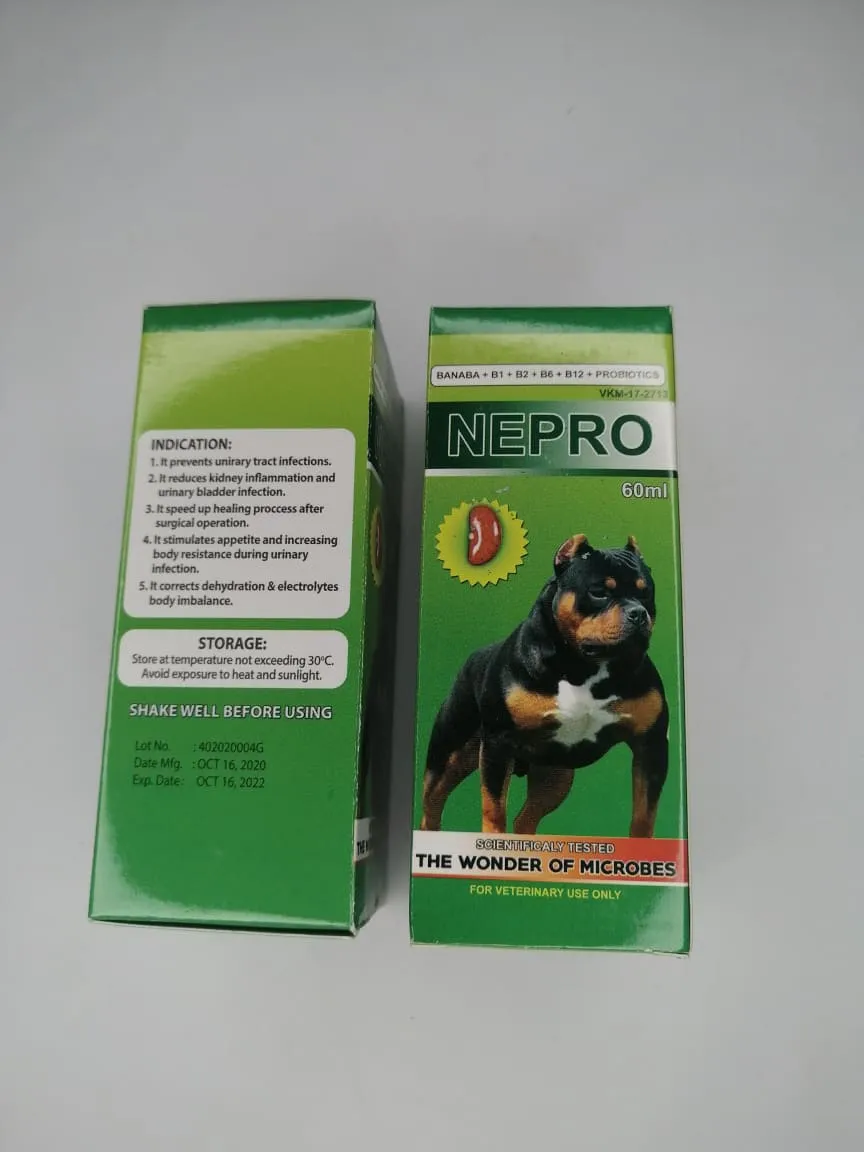 INDICATION:
1. It prevents unirary tract infections.
2. It reduces kidney inflammation and
urinary bladder infection.
3. It speed up healing proccess after
surgical operation.
4. It stimulates appetite and increasing
body resistance during urinary
infection.
5. It corrects dehydration & electrolytes
body imbalance.
STORAGE:
Store at temperature not exceeding 30°C.
Avoid exposure to heat and sunlight.
SHAKE WELL BEFORE USING
Lot No. : 402020004G
Date Mfg. : OCT 16, 2020
Exp. Date : OCT 16, 2022
BANABA + B1 + B2 + B6 + B12 + PROBIOTICS
VKM-17-2713
NEPRO
60ml
SCIENTIFICALY TESTED
THE WONDER OF MICROBES
FOR VETERINARY USE ONLY